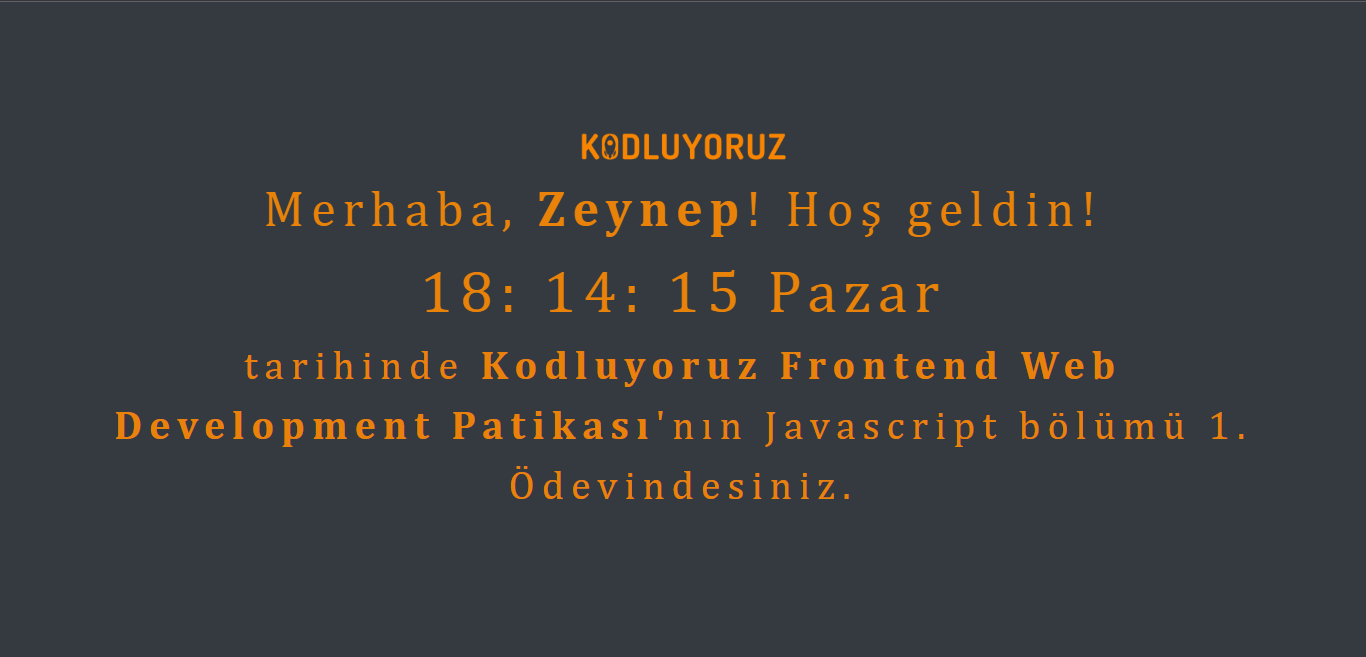 KODLUYORUZ
Merhaba, Zeynep! Hoş geldin!
18: 14: 15 Pazar
tarihinde Kodluyoruz Frontend Web
Development Patikası'nın Javascript bölümü 1.
Ödevindesiniz.